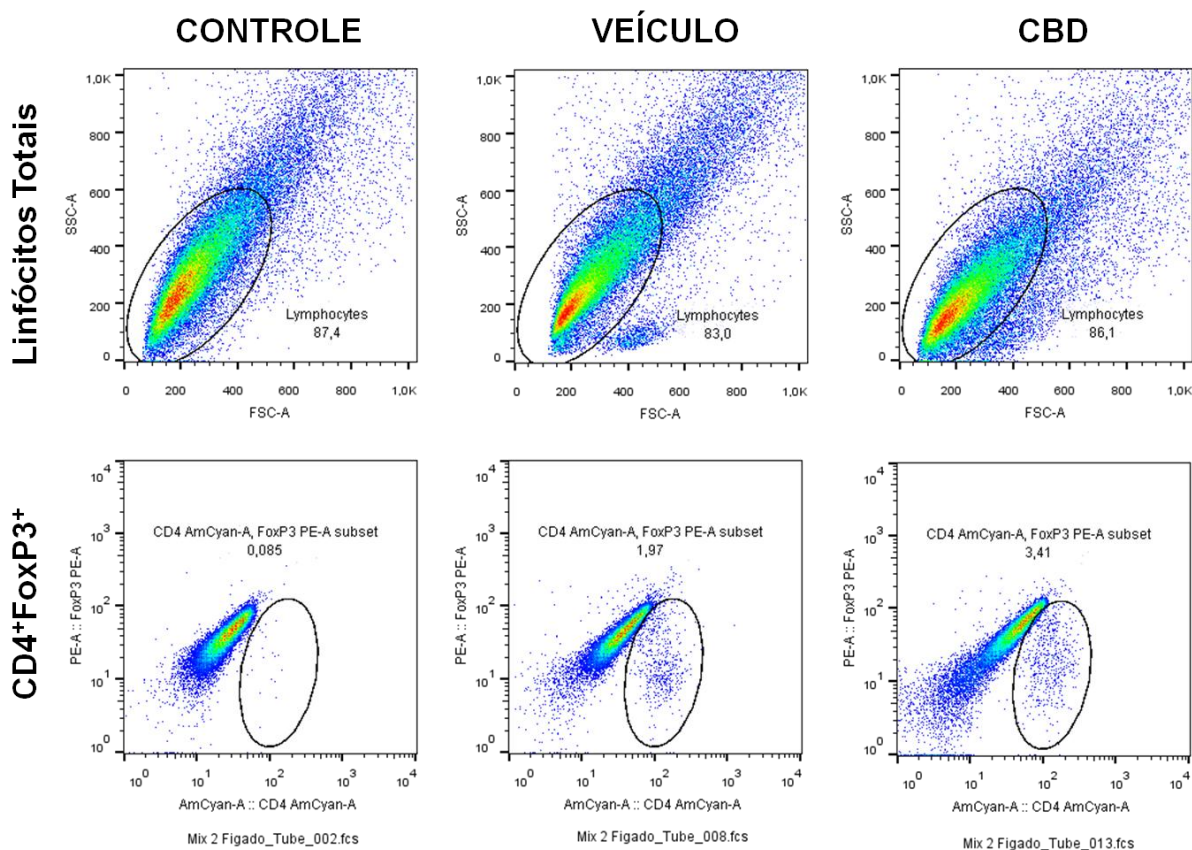 CONTROLE
VEÍCULO
CBD
Linfócitos Totais
1,0K
800
600
400
200
0
SSC-A
Lymphocytes
87,4
0
200
400
600
800
1,0K
FSC-A
1,0K
800
600
400
200
0
SSC-A
Lymphocytes
83,0
0
200
400
600
800
1,0K
FSC-A
1,0K
800
600
400
200
0
SSC-A
Lymphocytes
86,1
0
200
400
600
800
1,0K
FSC-A
CD4⁺FoxP3⁺
10⁴
10³
10²
10¹
10⁰
PE-A :: FoxP3 PE-A
CD4 AmCyan-A, FoxP3 PE-A subset
0,085
10⁰
10¹
10²
10³
10⁴
AmCyan-A :: CD4 AmCyan-A
Mix 2 Figado_Tube_002.fcs
10⁴
10³
10²
10¹
10⁰
PE-A :: FoxP3 PE-A
CD4 AmCyan-A, FoxP3 PE-A subset
1,97
10⁰
10¹
10²
10³
10⁴
AmCyan-A :: CD4 AmCyan-A
Mix 2 Figado_Tube_008.fcs
10⁴
10³
10²
10¹
10⁰
PE-A :: FoxP3 PE-A
CD4 AmCyan-A, FoxP3 PE-A subset
3,41
10⁰
10¹
10²
10³
10⁴
AmCyan-A :: CD4 AmCyan-A
Mix 2 Figado_Tube_013.fcs